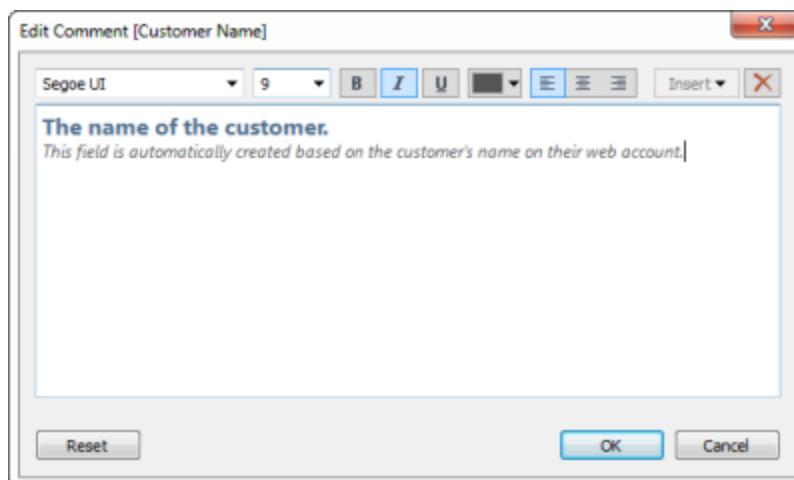 Edit Comment [Customer Name]
Segoe UI 9 B I U Insert
The name of the customer.
This field is automatically created based on the customer's name on their web account.
Reset OK Cancel